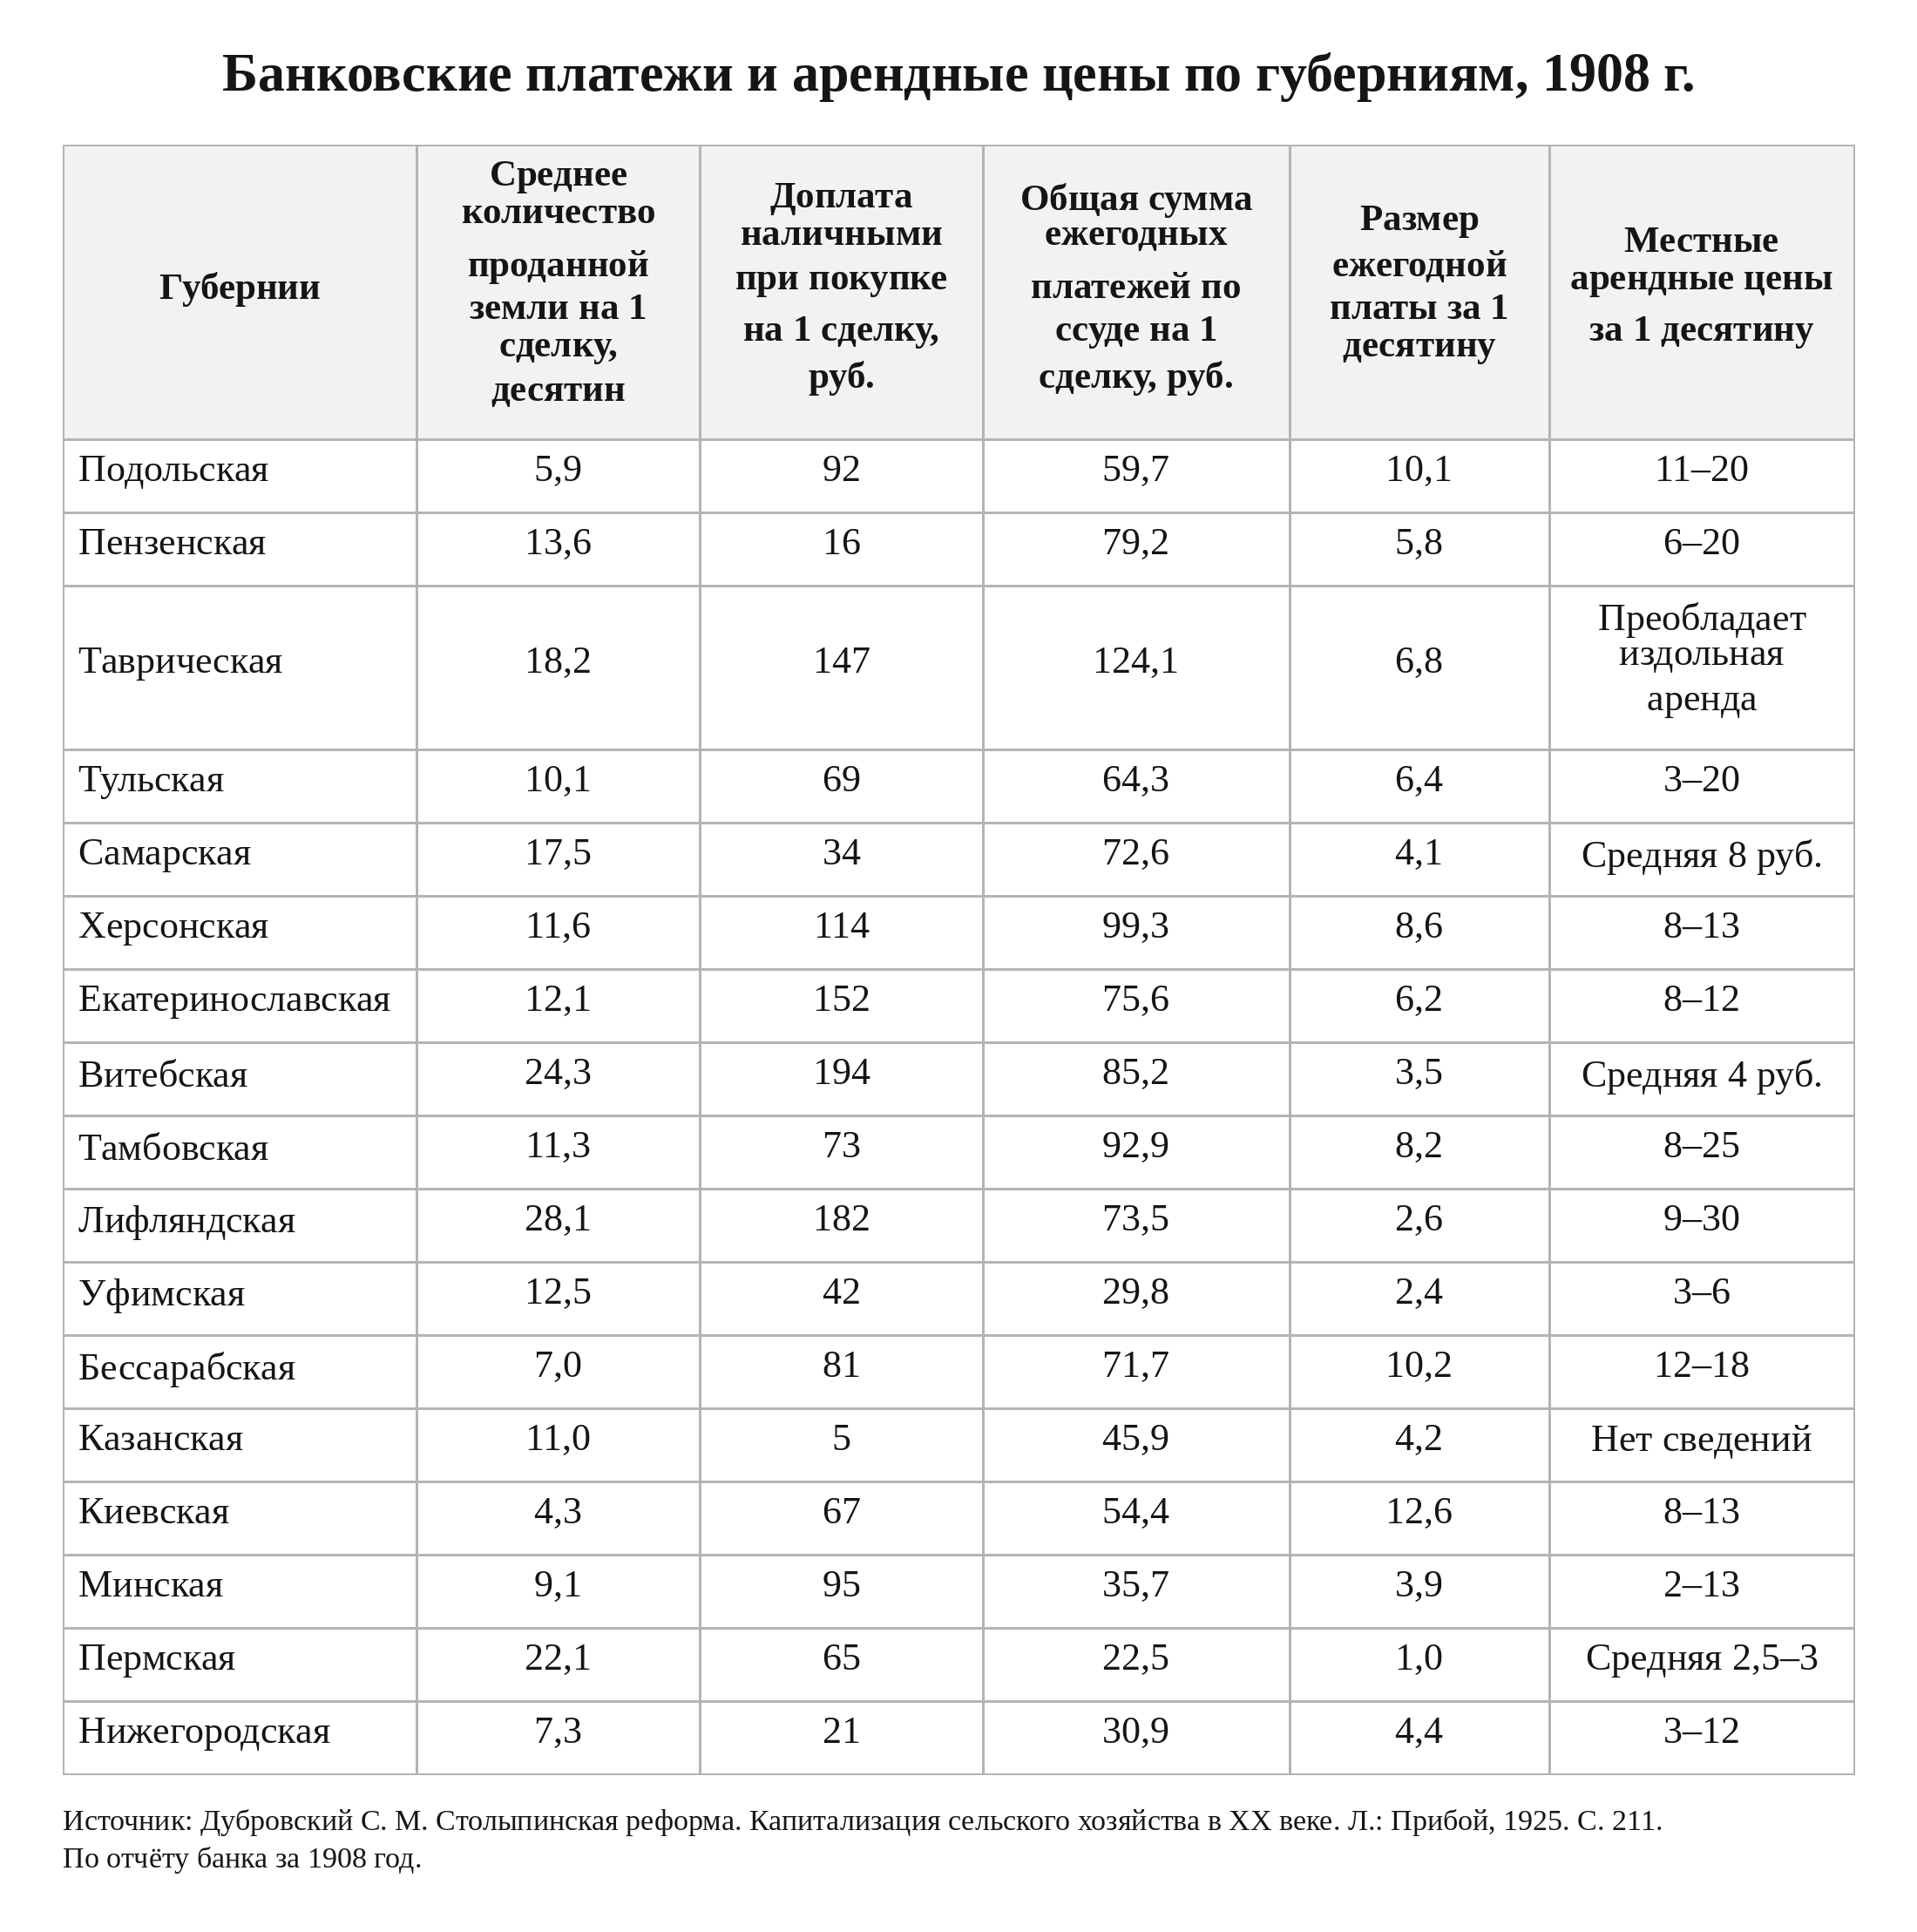 Банковские платежи и арендные цены по губерниям, 1908 г.
Губернии
Среднее
количество
проданной
земли на 1
сделку,
десятин
Доплата
наличными
при покупке
на 1 сделку,
руб.
Общая сумма
ежегодных
платежей по
ссуде на 1
сделку, руб.
Размер
ежегодной
платы за 1
десятину
Местные
арендные цены
за 1 десятину
Подольская 5,9 92 59,7 10,1 11–20
Пензенская 13,6 16 79,2 5,8 6–20
Таврическая 18,2 147 124,1 6,8 Преобладает
издольная
аренда
Тульская 10,1 69 64,3 6,4 3–20
Самарская 17,5 34 72,6 4,1 Средняя 8 руб.
Херсонская 11,6 114 99,3 8,6 8–13
Екатеринославская 12,1 152 75,6 6,2 8–12
Витебская 24,3 194 85,2 3,5 Средняя 4 руб.
Тамбовская 11,3 73 92,9 8,2 8–25
Лифляндская 28,1 182 73,5 2,6 9–30
Уфимская 12,5 42 29,8 2,4 3–6
Бессарабская 7,0 81 71,7 10,2 12–18
Казанская 11,0 5 45,9 4,2 Нет сведений
Киевская 4,3 67 54,4 12,6 8–13
Минская 9,1 95 35,7 3,9 2–13
Пермская 22,1 65 22,5 1,0 Средняя 2,5–3
Нижегородская 7,3 21 30,9 4,4 3–12
Источник: Дубровский С. М. Столыпинская реформа. Капитализация сельского хозяйства в XX веке. Л.: Прибой, 1925. С. 211.
По отчёту банка за 1908 год.